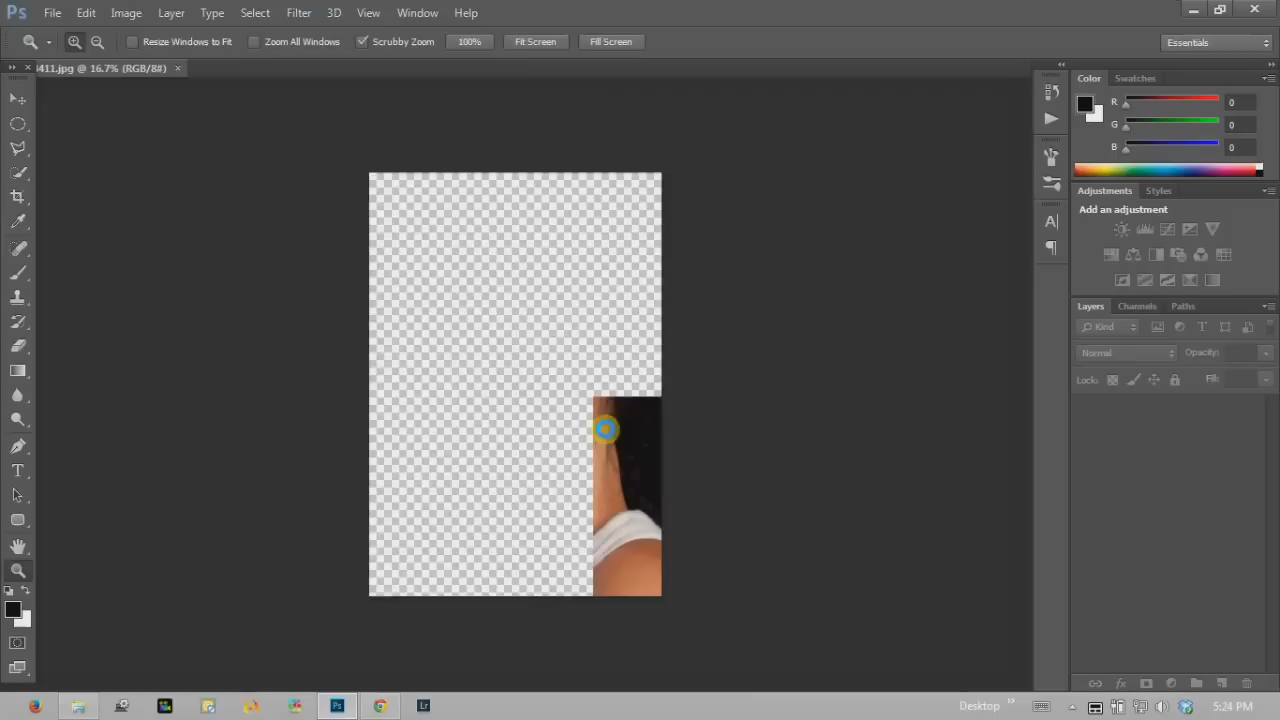 Ps File Edit Image Layer Type Select Filter 3D View Window Help
Resize Windows to Fit Zoom All Windows Scrubby Zoom 100% Fit Screen Fill Screen Essentials
411.jpg @ 16.7% (RGB/8#) ×
Color Swatches
R 0
G 0
B 0
Adjustments Styles
Add an adjustment
Layers Channels Paths
Kind
Normal Opacity:
Lock: Fill:
Desktop 5:24 PM
Ps Lr